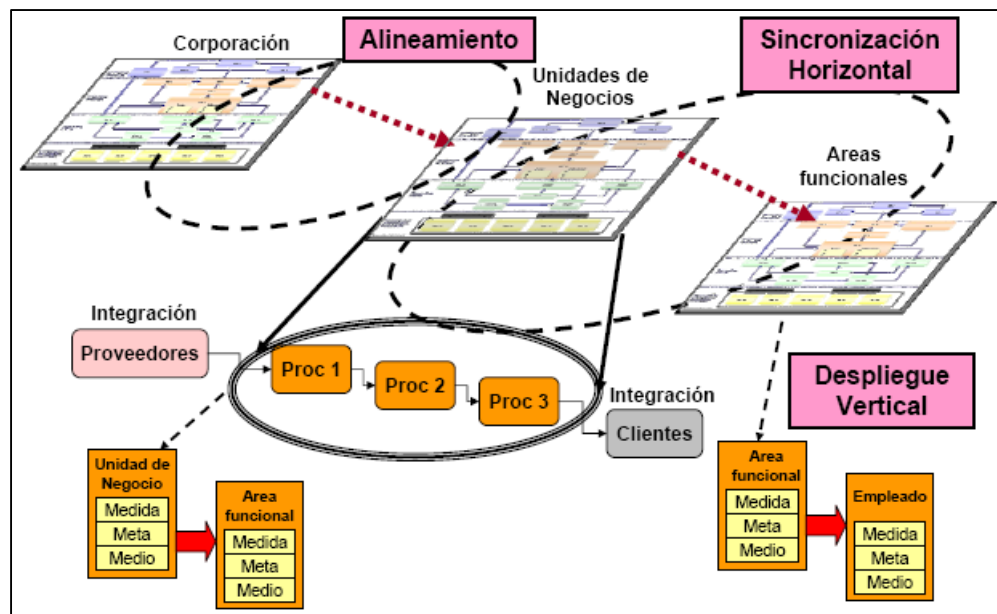 Corporación
Alineamiento
Unidades de
Negocios
Sincronización
Horizontal
Areas
funcionales
Integración
Proveedores
Proc 1
Proc 2
Proc 3
Integración
Clientes
Despliegue
Vertical
Unidad de
Negocio
Medida
Meta
Medio
Area
funcional
Medida
Meta
Medio
Area
funcional
Medida
Meta
Medio
Empleado
Medida
Meta
Medio